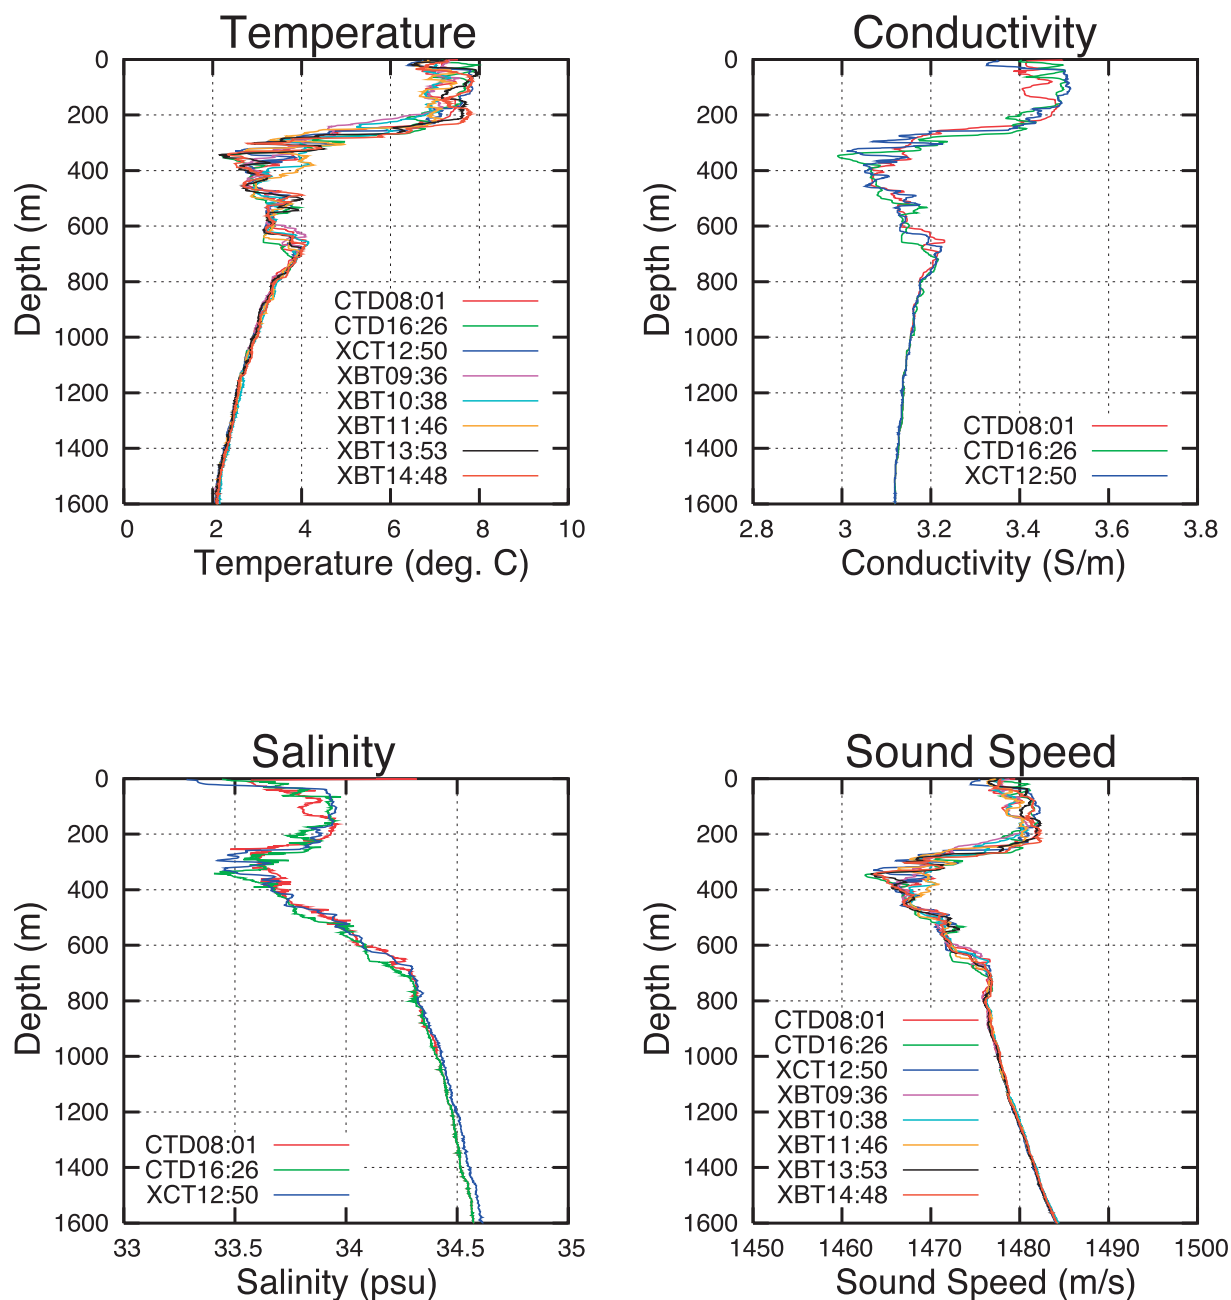 Temperature
0
200
400
600
800
1000
1200
1400
1600
Depth (m)
CTD08:01
CTD16:26
XCT12:50
XBT09:36
XBT10:38
XBT11:46
XBT13:53
XBT14:48
0 2 4 6 8 10
Temperature (deg. C)
Conductivity
0
200
400
600
800
1000
1200
1400
1600
Depth (m)
CTD08:01
CTD16:26
XCT12:50
2.8 3 3.2 3.4 3.6 3.8
Conductivity (S/m)
Salinity
0
200
400
600
800
1000
1200
1400
1600
Depth (m)
CTD08:01
CTD16:26
XCT12:50
33 33.5 34 34.5 35
Salinity (psu)
Sound Speed
0
200
400
600
800
1000
1200
1400
1600
Depth (m)
CTD08:01
CTD16:26
XCT12:50
XBT09:36
XBT10:38
XBT11:46
XBT13:53
XBT14:48
1450 1460 1470 1480 1490 1500
Sound Speed (m/s)